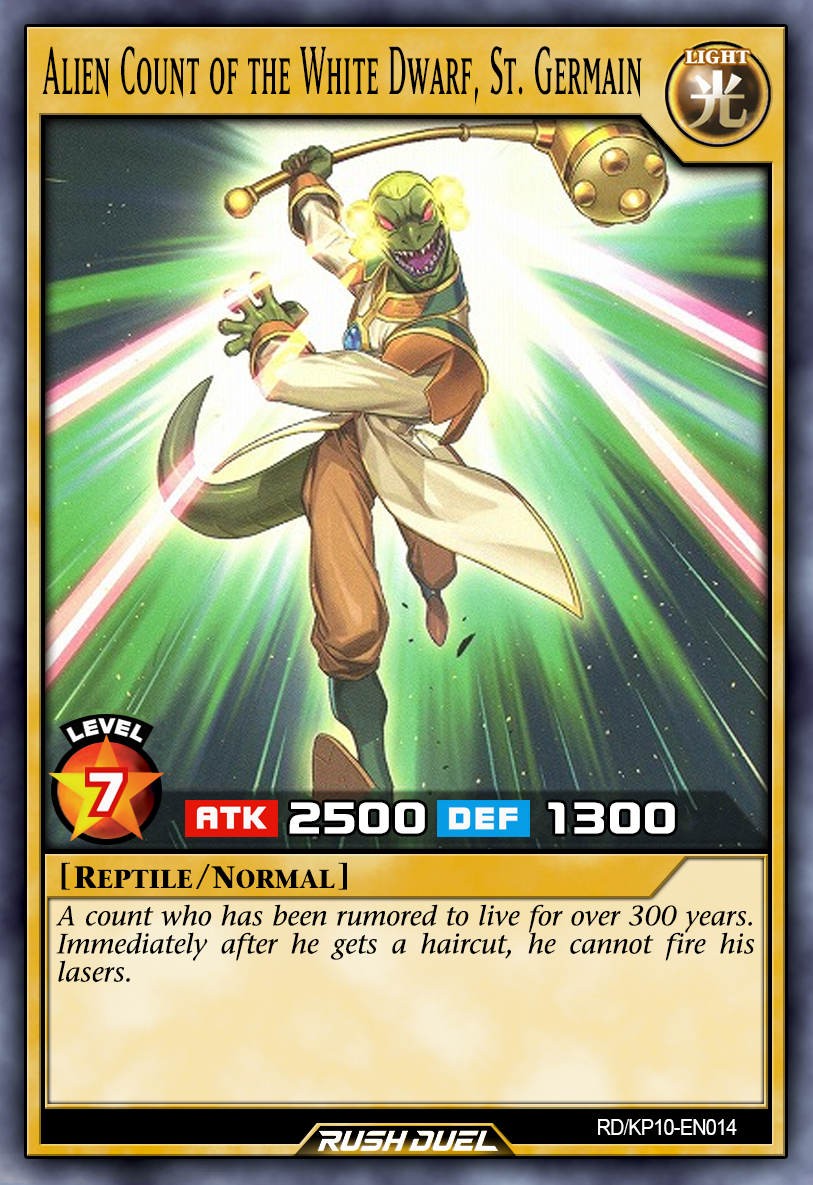 Alien Count of the White Dwarf, St. Germain
LIGHT
光
LEVEL
7
ATK 2500 DEF 1300
[Reptile/Normal]
A count who has been rumored to live for over 300 years.
Immediately after he gets a haircut, he cannot fire his
lasers.
RD/KP10-EN014
RUSH DUEL